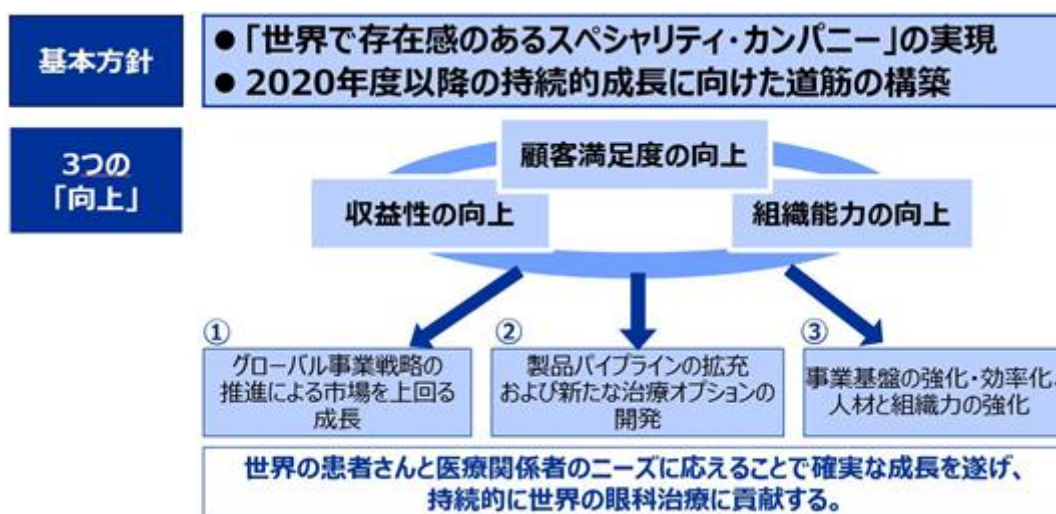 基本方針
●「世界で存在感のあるスペシャリティ・カンパニー」の実現
● 2020年度以降の持続的成長に向けた道筋の構築
3つの
「向上」
顧客満足度の向上
収益性の向上
組織能力の向上
①
グローバル事業戦略の
推進による市場を上回る
成長
②
製品パイプラインの拡充
および新たな治療オプションの
開発
③
事業基盤の強化・効率化、
人材と組織力の強化
世界の患者さんと医療関係者のニーズに応えることで確実な成長を遂げ、
持続的に世界の眼科治療に貢献する。